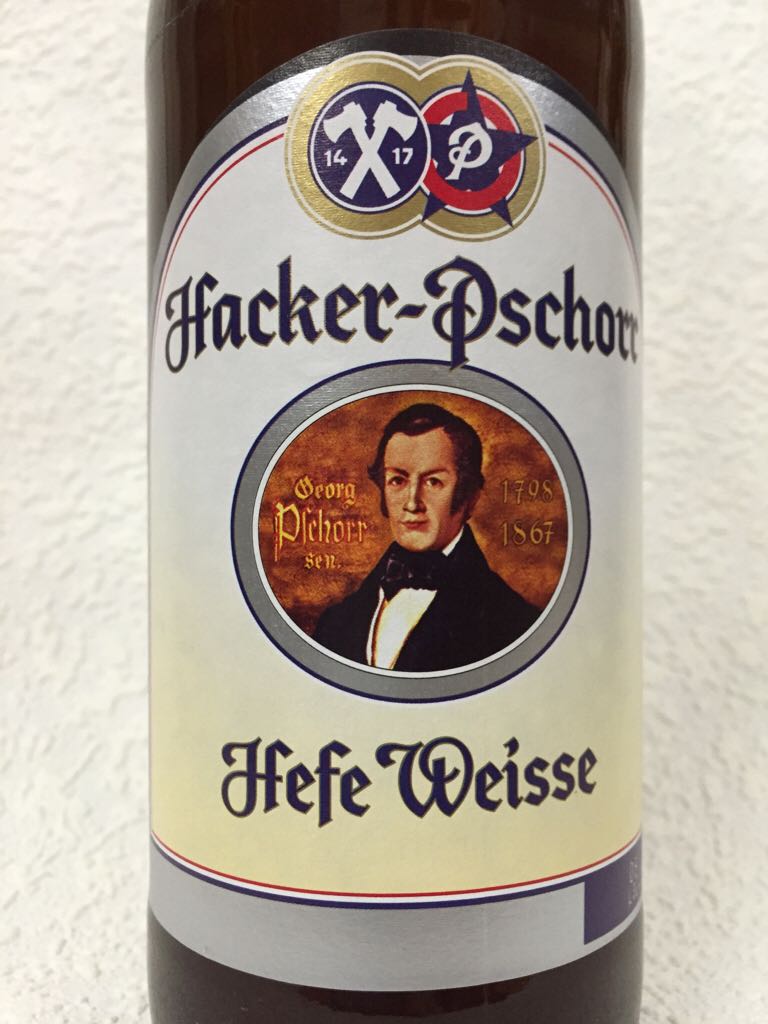 14 17
P
Hacker-Pschorr
Georg
Pschorr
sen.
1798
1867
Hefe Weisse